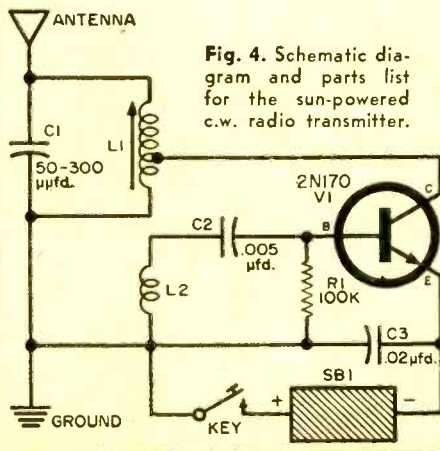 ANTENNA
Fig. 4. Schematic dia-
gram and parts list
for the sun-powered
c.w. radio transmitter.
C1
50-300
µµfd.
L1
2N170
V1
C
B
E
C2
.005
µfd.
L2
R1
100K
C3
.02µfd.
SB1
+
-
KEY
GROUND